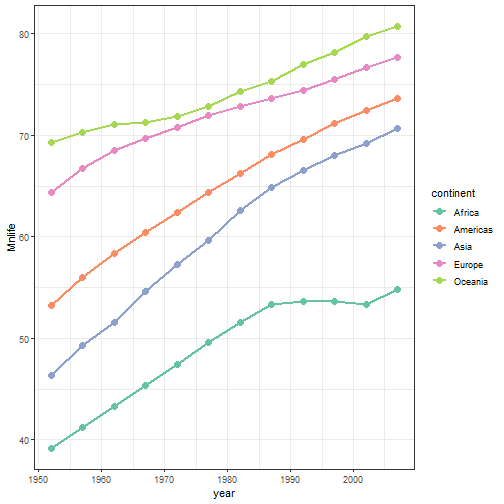 80
70
60
50
40
Mnlife
1950
1960
1970
1980
1990
2000
year
continent
Africa
Americas
Asia
Europe
Oceania